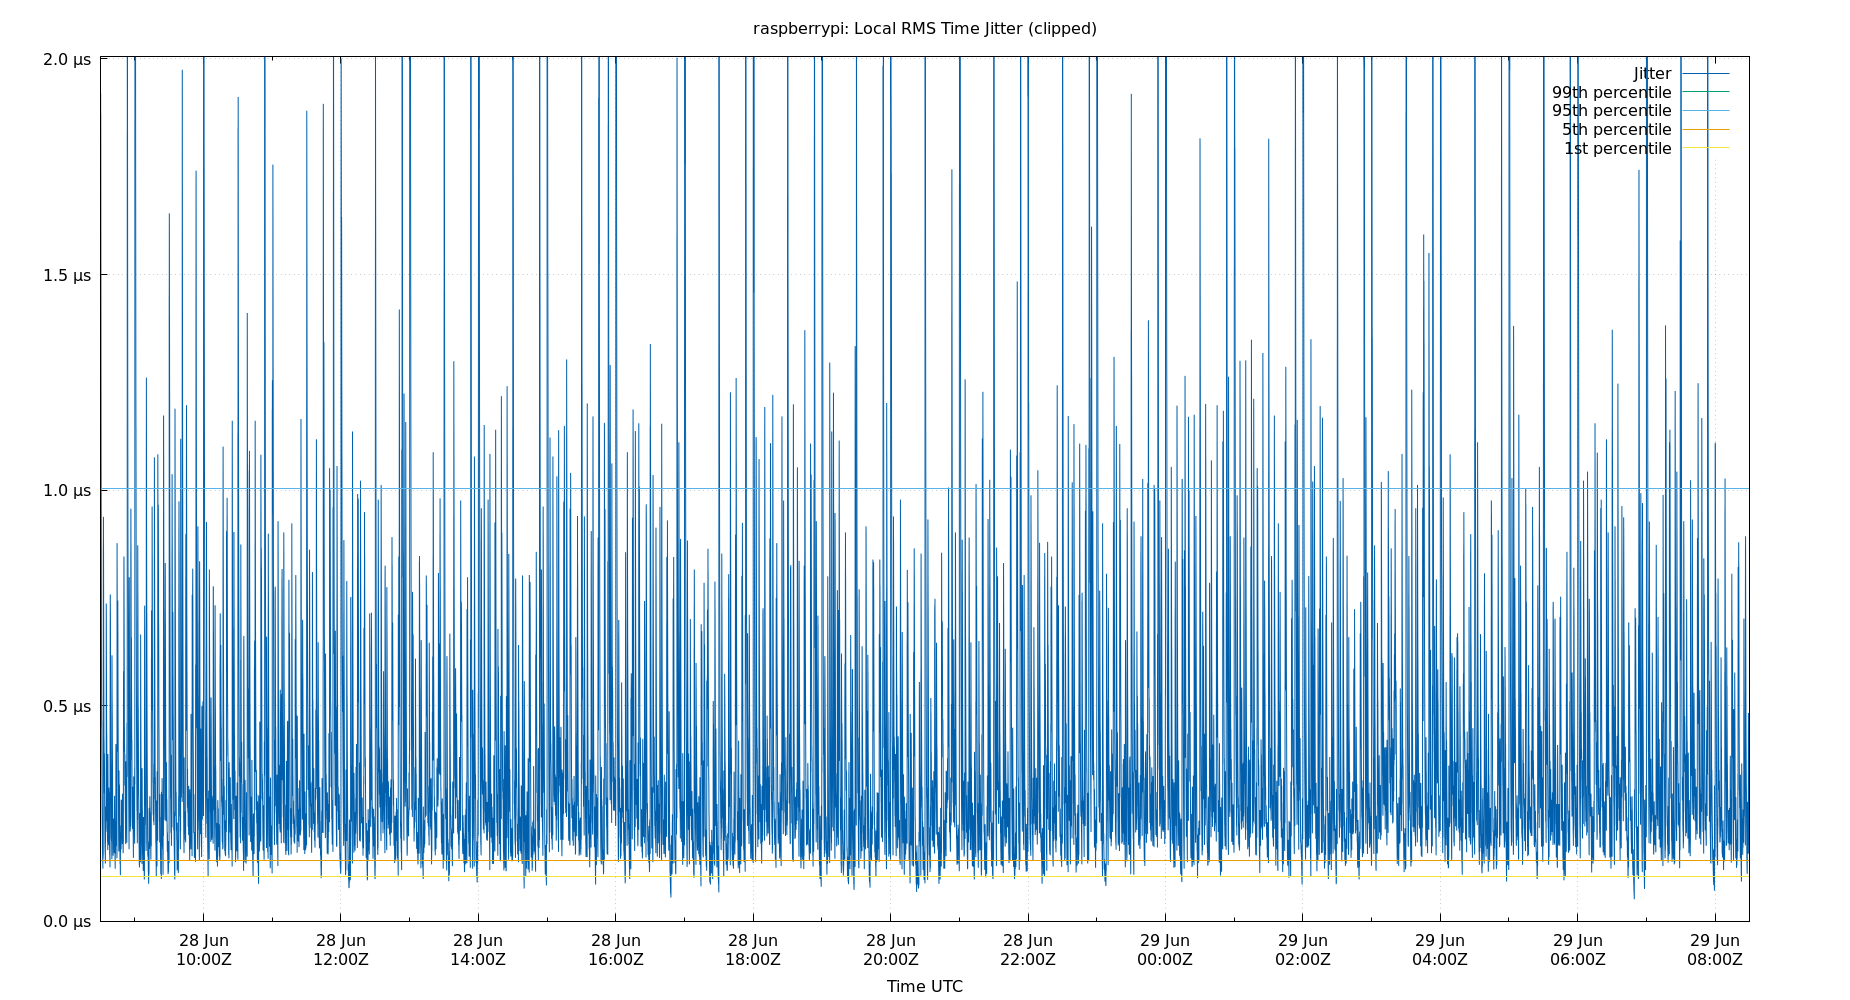 raspberrypi: Local RMS Time Jitter (clipped)
2.0 µs
1.5 µs
1.0 µs
0.5 µs
0.0 µs
Jitter
99th percentile
95th percentile
5th percentile
1st percentile
28 Jun 28 Jun 28 Jun 28 Jun 28 Jun 28 Jun 28 Jun 29 Jun 29 Jun 29 Jun 29 Jun 29 Jun
10:00Z 12:00Z 14:00Z 16:00Z 18:00Z 20:00Z 22:00Z 00:00Z 02:00Z 04:00Z 06:00Z 08:00Z
Time UTC